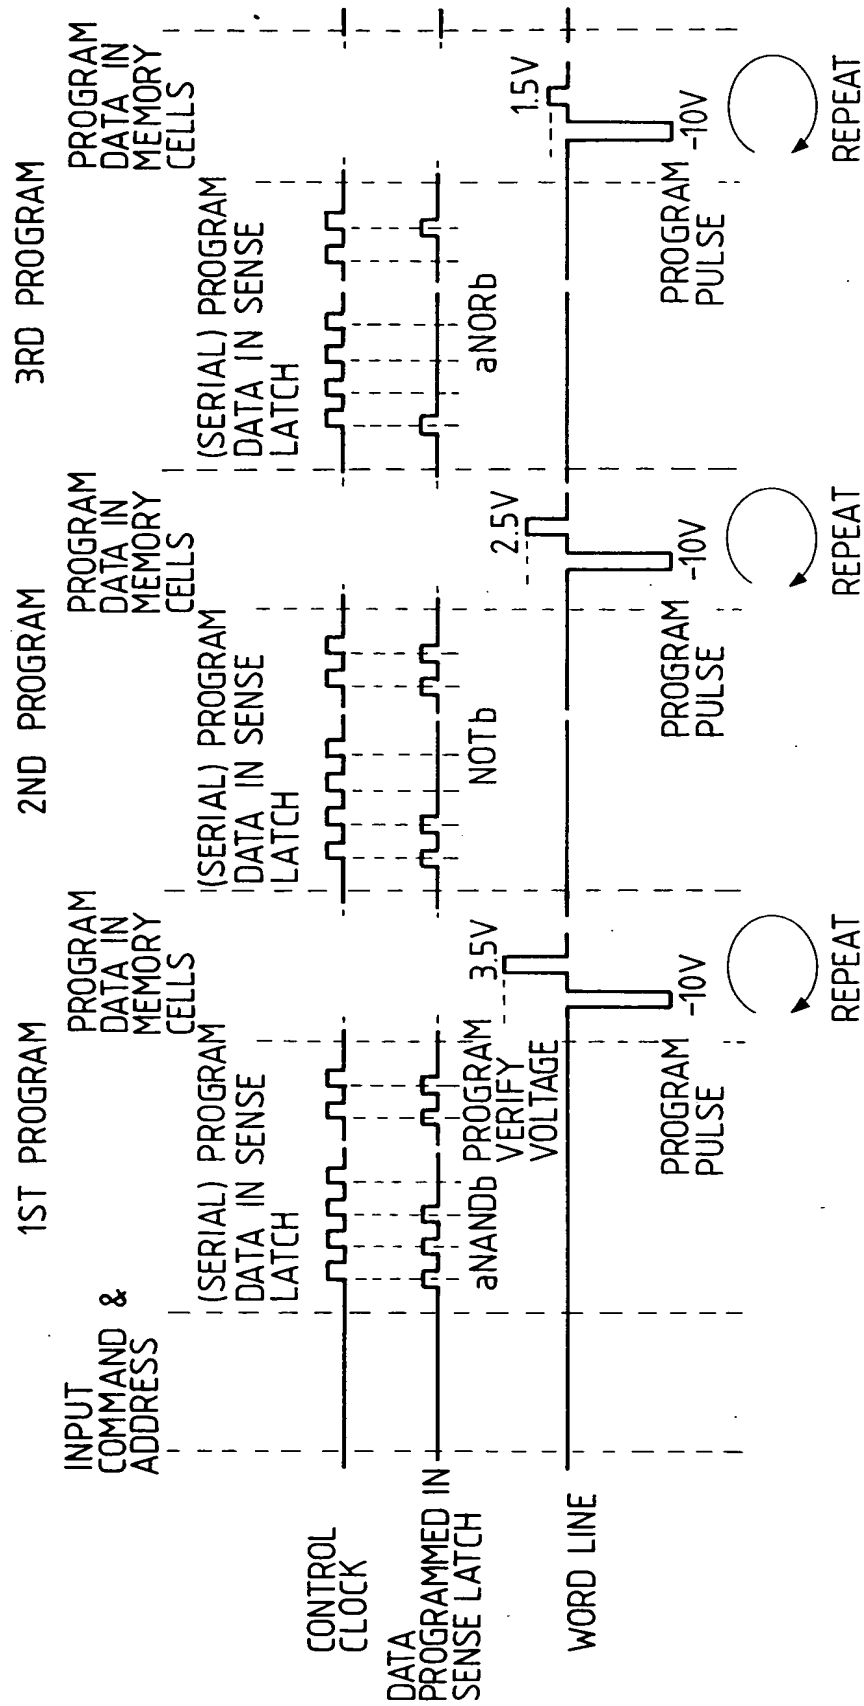 1ST PROGRAM
2ND PROGRAM
3RD PROGRAM
INPUT
COMMAND &
ADDRESS
(SERIAL) PROGRAM
DATA IN SENSE
LATCH
PROGRAM
DATA IN
MEMORY
CELLS
(SERIAL) PROGRAM
DATA IN SENSE
LATCH
PROGRAM
DATA IN
MEMORY
CELLS
(SERIAL) PROGRAM
DATA IN SENSE
LATCH
PROGRAM
DATA IN
MEMORY
CELLS
CONTROL
CLOCK
DATA
PROGRAMMED IN
SENSE LATCH
aNANDb
NOTb
aNORb
PROGRAM
VERIFY
VOLTAGE
3.5V
2.5V
1.5V
WORD LINE
PROGRAM
PULSE
-10V
PROGRAM
PULSE
-10V
PROGRAM
PULSE
-10V
REPEAT
REPEAT
REPEAT